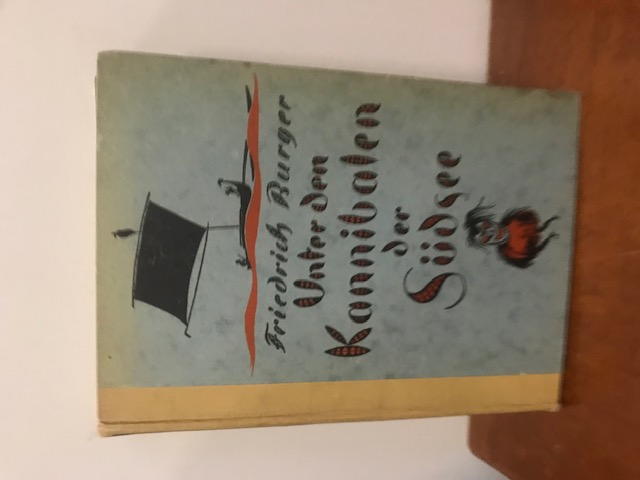 Friedrich Burger
Unter den
Kannibalen
der
Südsee